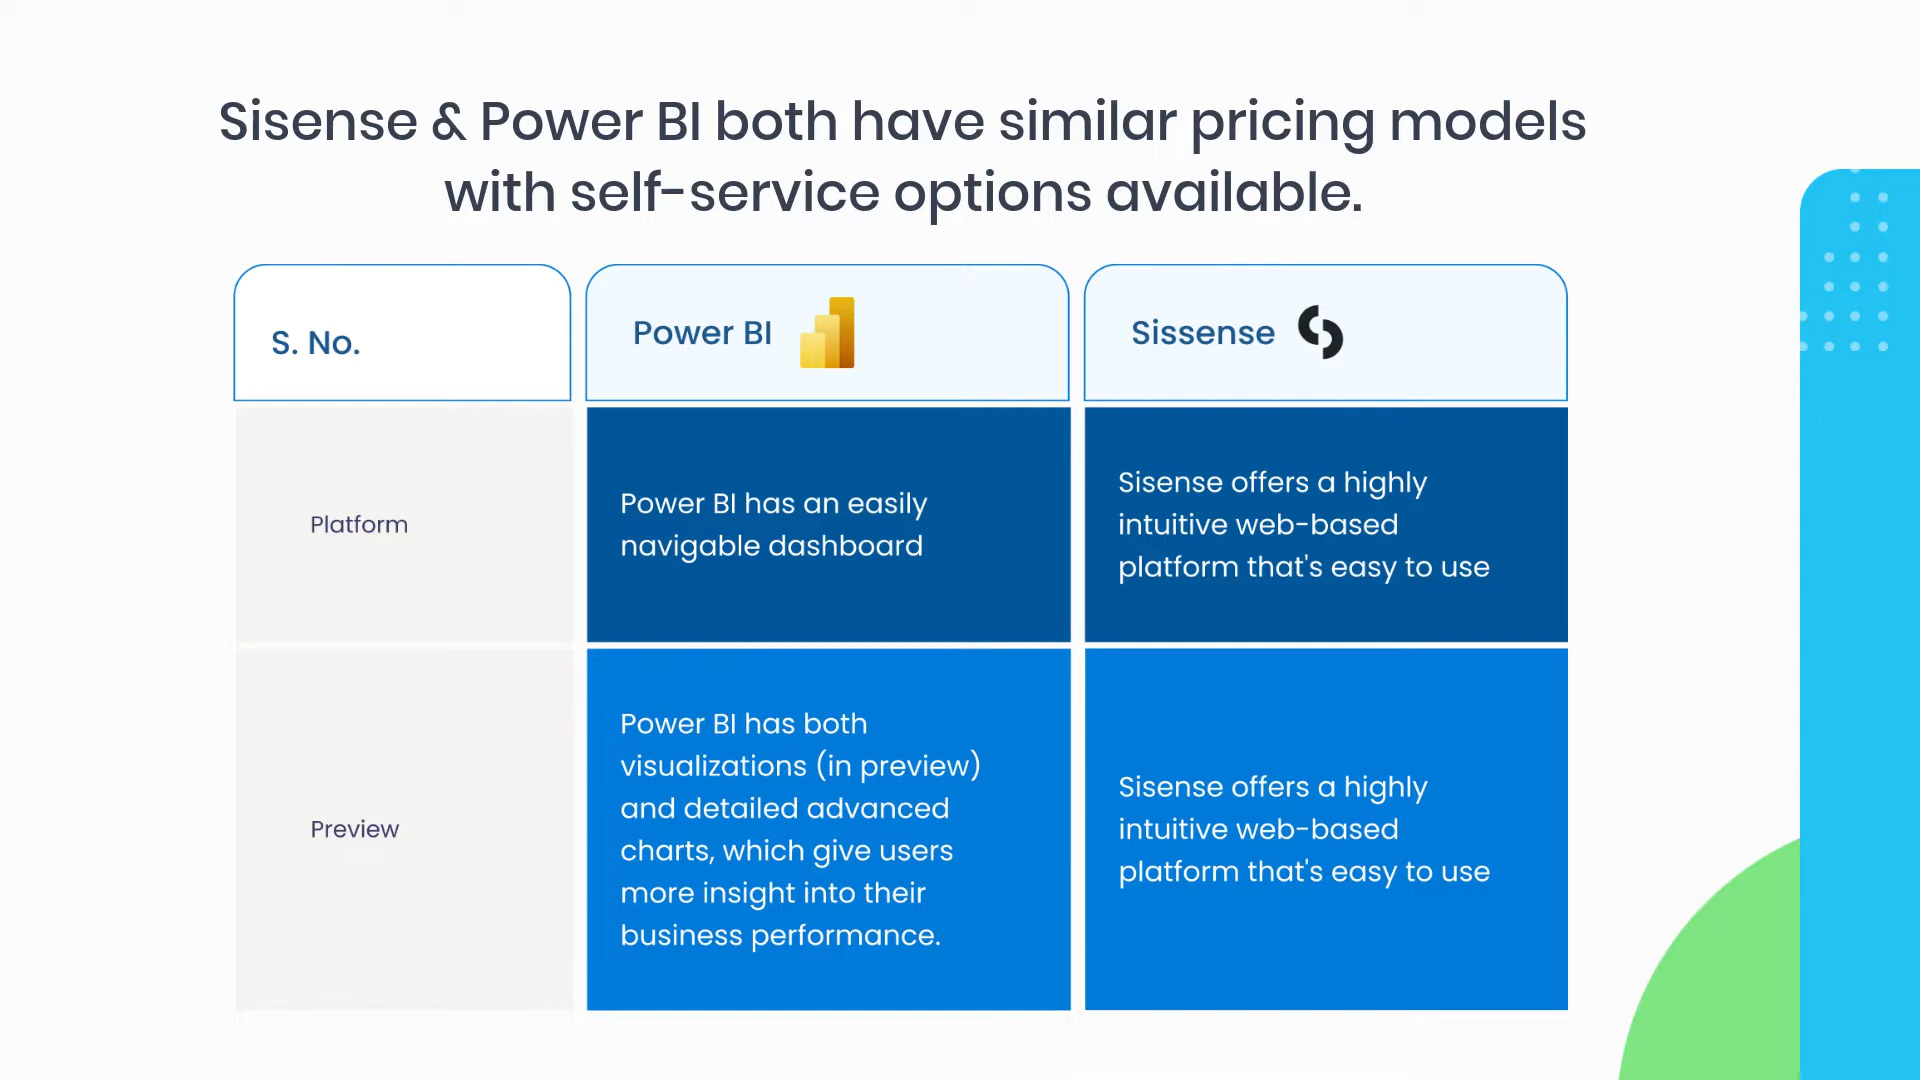 Sisense & Power BI both have similar pricing models
with self-service options available.
S. No.
Power BI
Sissense
Platform
Power BI has an easily
navigable dashboard
Sisense offers a highly
intuitive web-based
platform that's easy to use
Preview
Power BI has both
visualizations (in preview)
and detailed advanced
charts, which give users
more insight into their
business performance.
Sisense offers a highly
intuitive web-based
platform that's easy to use